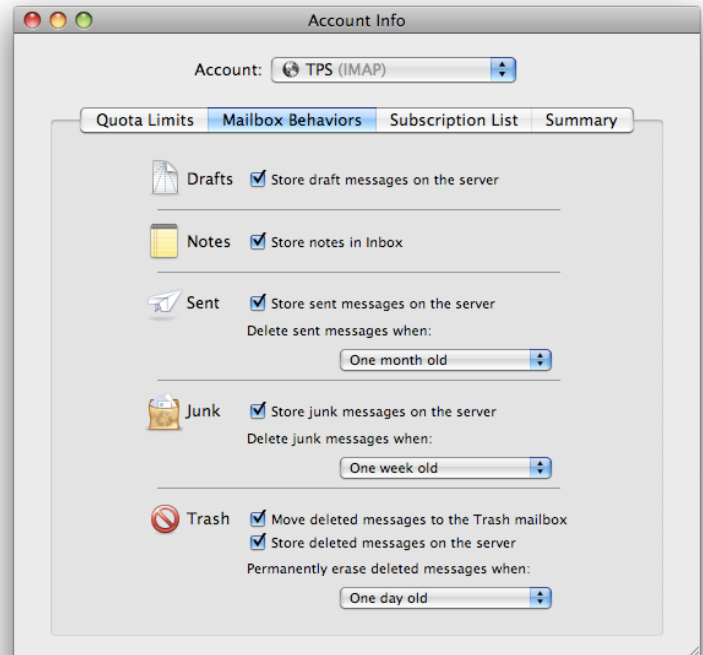 Account Info
Account: TPS (IMAP)
Quota Limits Mailbox Behaviors Subscription List Summary
Drafts Store draft messages on the server
Notes Store notes in Inbox
Sent Store sent messages on the server
Delete sent messages when:
One month old
Junk Store junk messages on the server
Delete junk messages when:
One week old
Trash Move deleted messages to the Trash mailbox
Store deleted messages on the server
Permanently erase deleted messages when:
One day old